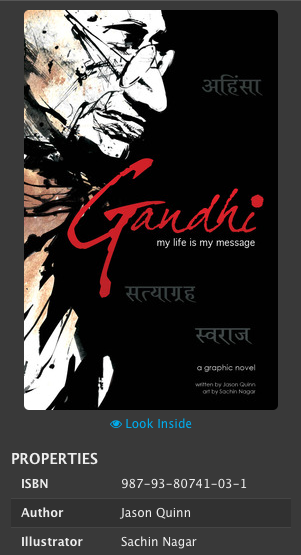 अहिंसा
Gandhi
my life is my message
सत्याग्रह
स्वराज
a graphic novel
written by Jason Quinn
art by Sachin Nagar
Look Inside
PROPERTIES
ISBN 987-93-80741-03-1
Author Jason Quinn
Illustrator Sachin Nagar